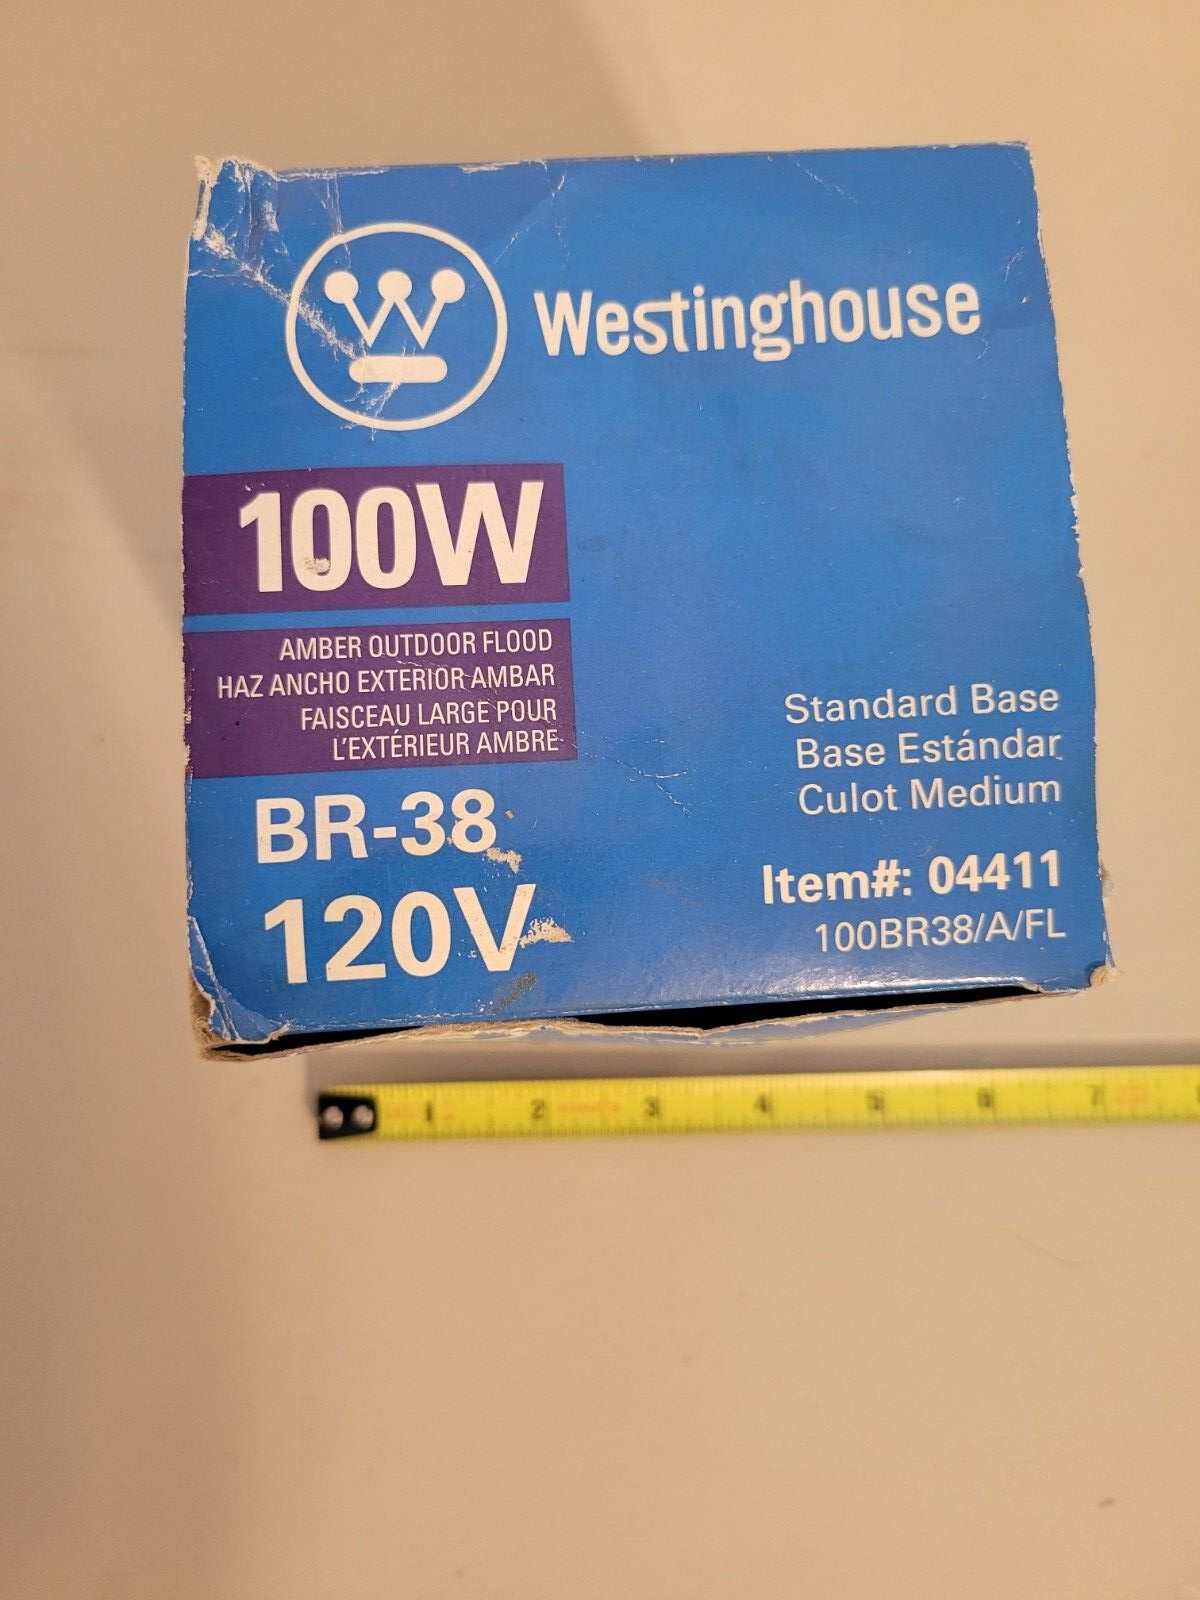 Westinghouse
100W
AMBER OUTDOOR FLOOD
HAZ ANCHO EXTERIOR AMBAR
FAISCEAU LARGE POUR
L'EXTÉRIEUR AMBRE
BR-38
120V
Standard Base
Base Estándar
Culot Medium
Item#: 04411
100BR38/A/FL
1 2 3 4 5 6 7